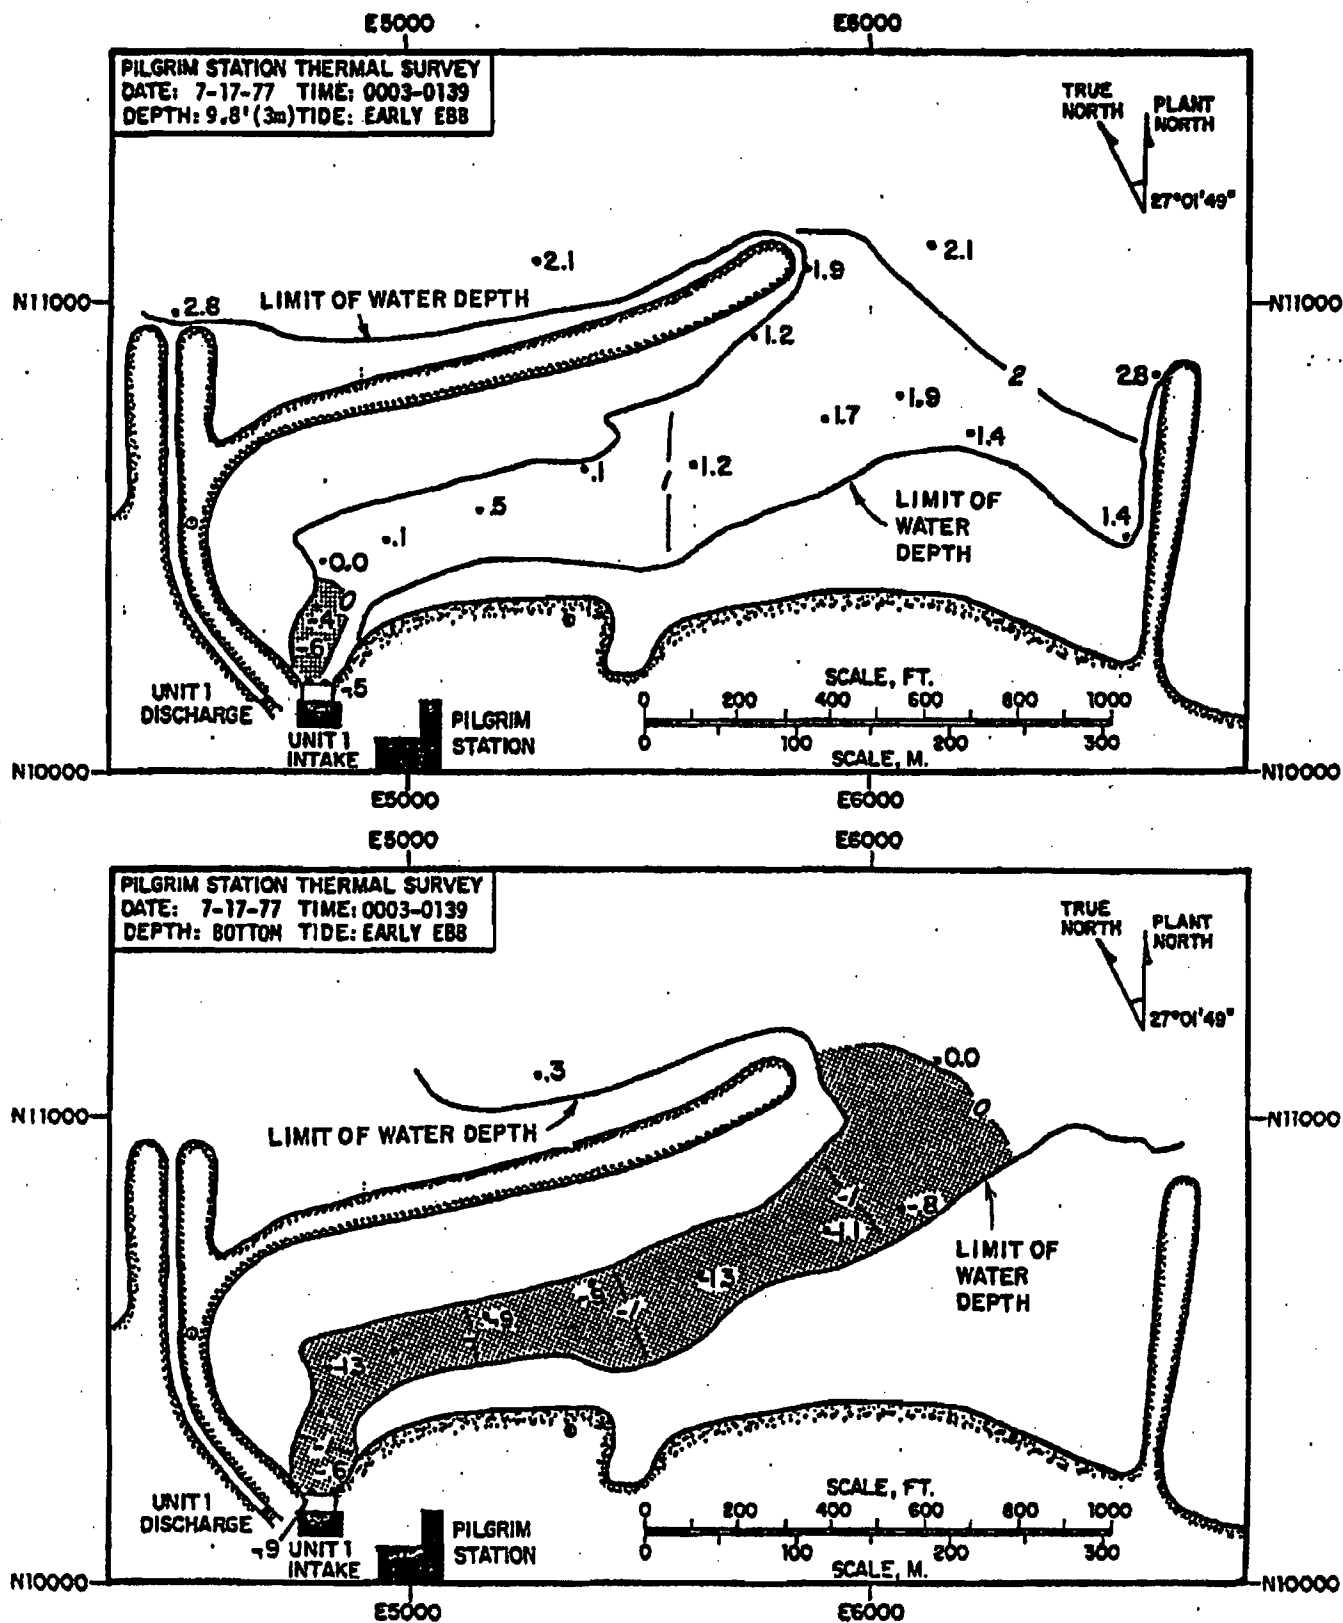 E5000 E6000
PILGRIM STATION THERMAL SURVEY
DATE: 7-17-77 TIME: 0003-0139
DEPTH: 9.8' (3m) TIDE: EARLY EBB
TRUE NORTH
PLANT NORTH
27°01'49"
2.1
2.1
1.9
N11000
2.8
LIMIT OF WATER DEPTH
N11000
1.2
2
2.8
1.9
1.7
1.4
.1
1.2
LIMIT OF
WATER
DEPTH
.5
1.4
.1
0.0
0
-.4
-.6
-.5
UNIT 1
DISCHARGE
UNIT 1
INTAKE
PILGRIM
STATION
SCALE, FT.
0 200 400 600 800 1000
0 100 200 300
SCALE, M.
N10000 N10000
E5000 E6000
E5000 E6000
PILGRIM STATION THERMAL SURVEY
DATE: 7-17-77 TIME: 0003-0139
DEPTH: BOTTOM TIDE: EARLY EBB
TRUE NORTH
PLANT NORTH
27°01'49"
0.0
.3
0
N11000 N11000
LIMIT OF WATER DEPTH
-1
-.8
-1.1
LIMIT OF
WATER
DEPTH
-1.3
-.9
-1
-.9
-1
-1.3
-.6
UNIT 1
DISCHARGE
-.9
UNIT 1
INTAKE
PILGRIM
STATION
SCALE, FT.
0 200 400 600 800 1000
0 100 200 300
SCALE, M.
N10000 N10000
E5000 E6000